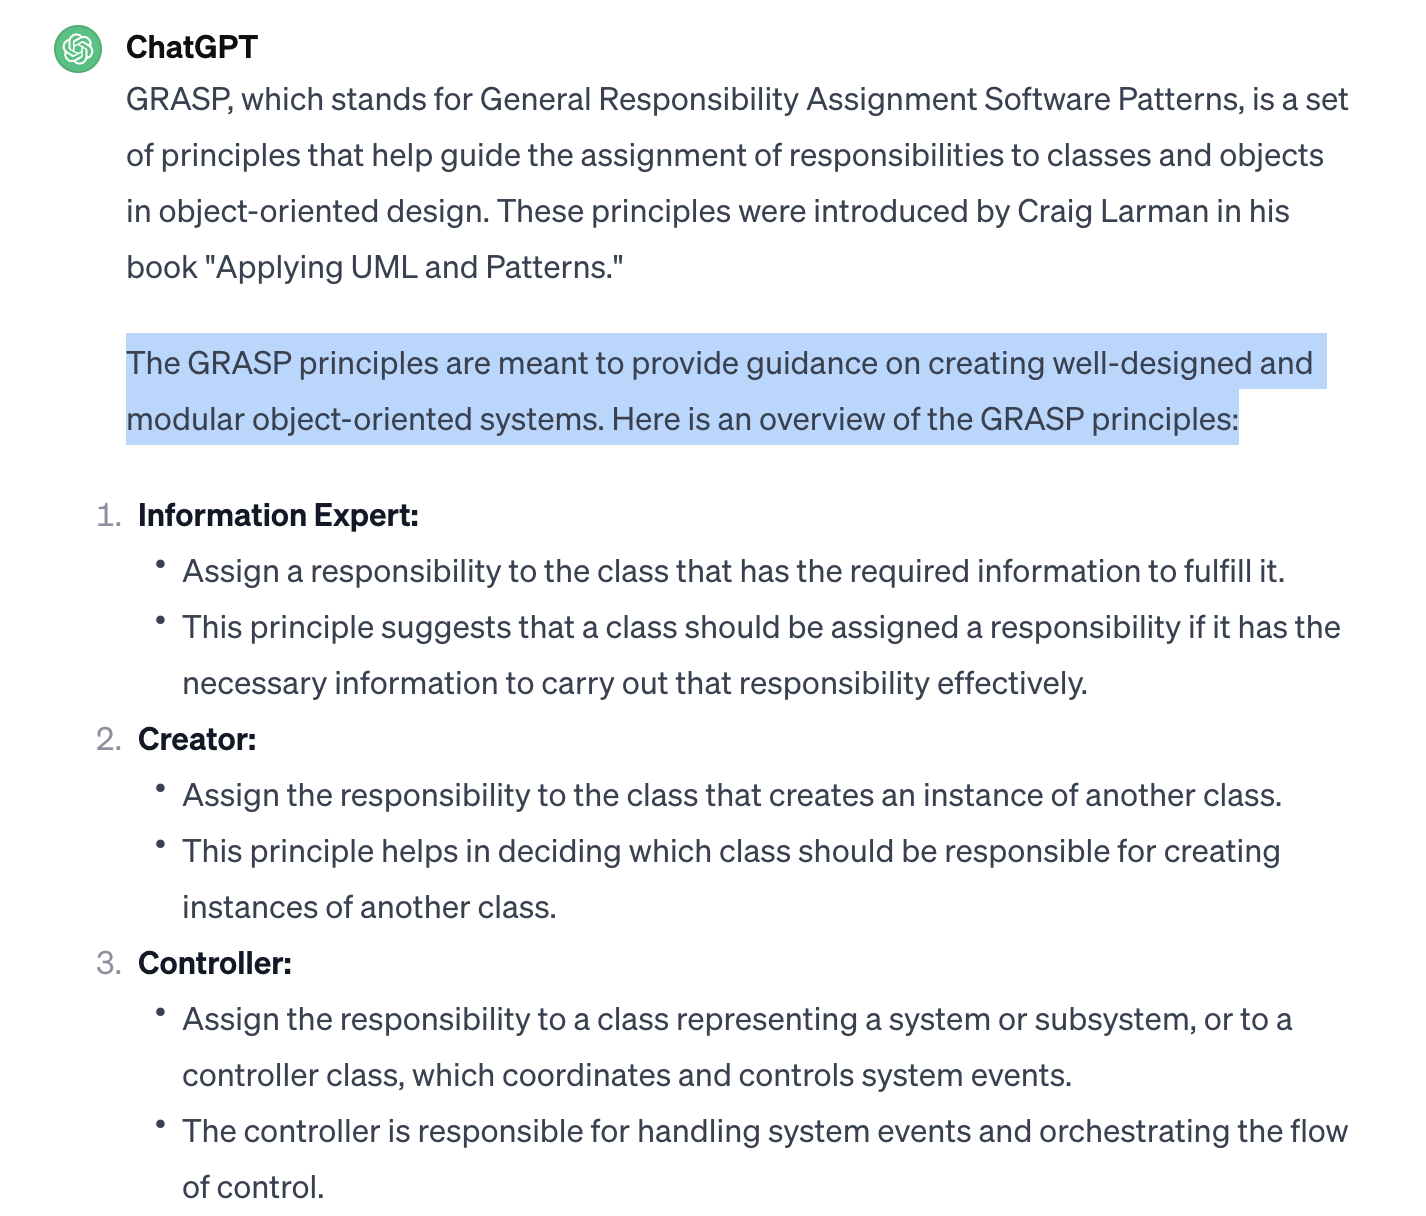 ChatGPT
GRASP, which stands for General Responsibility Assignment Software Patterns, is a set
of principles that help guide the assignment of responsibilities to classes and objects
in object-oriented design. These principles were introduced by Craig Larman in his
book "Applying UML and Patterns."
The GRASP principles are meant to provide guidance on creating well-designed and
modular object-oriented systems. Here is an overview of the GRASP principles:
1. Information Expert:
• Assign a responsibility to the class that has the required information to fulfill it.
• This principle suggests that a class should be assigned a responsibility if it has the
necessary information to carry out that responsibility effectively.
2. Creator:
• Assign the responsibility to the class that creates an instance of another class.
• This principle helps in deciding which class should be responsible for creating
instances of another class.
3. Controller:
• Assign the responsibility to a class representing a system or subsystem, or to a
controller class, which coordinates and controls system events.
• The controller is responsible for handling system events and orchestrating the flow
of control.